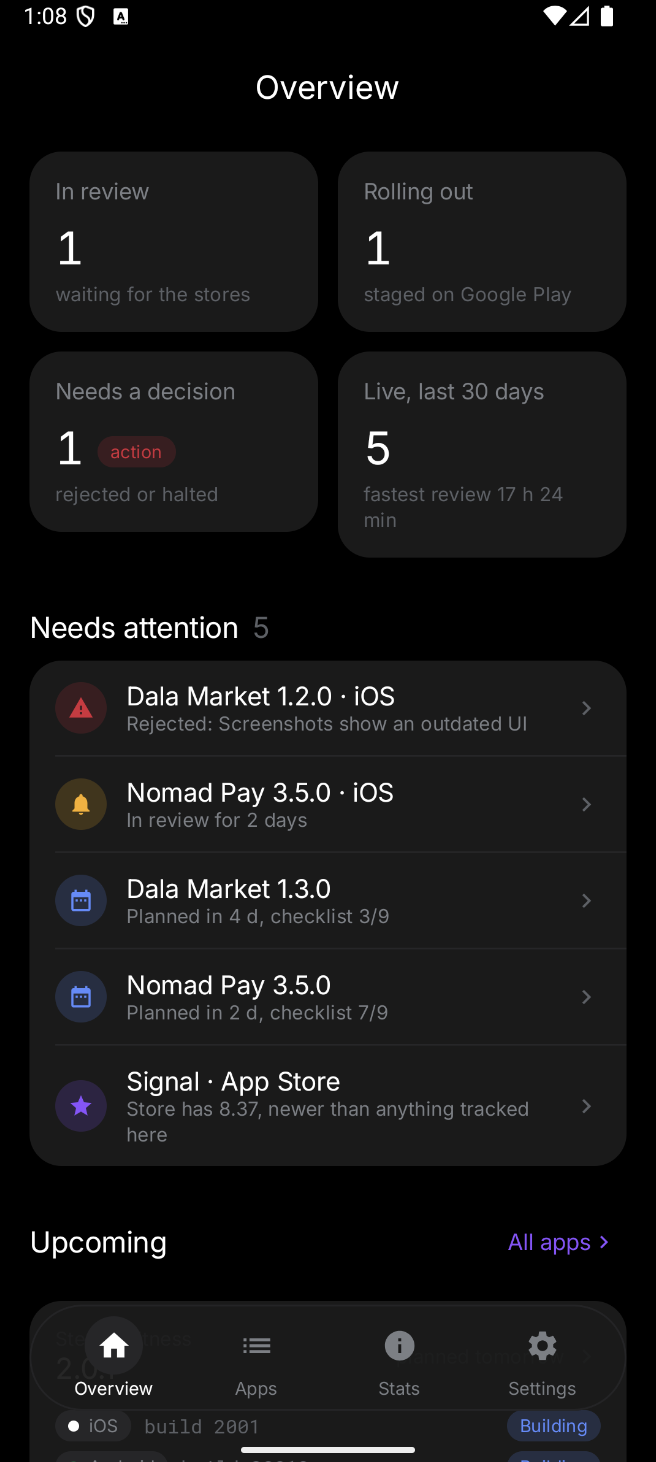 1:08
Overview
In review
1
waiting for the stores
Rolling out
1
staged on Google Play
Needs a decision
1 action
rejected or halted
Live, last 30 days
5
fastest review 17 h 24
min
Needs attention 5
Dala Market 1.2.0 · iOS
Rejected: Screenshots show an outdated UI
Nomad Pay 3.5.0 · iOS
In review for 2 days
Dala Market 1.3.0
Planned in 4 d, checklist 3/9
Nomad Pay 3.5.0
Planned in 2 d, checklist 7/9
Signal · App Store
Store has 8.37, newer than anything tracked
here
Upcoming
All apps
Overview
Apps
Stats
Settings
iOS build 2001 Building